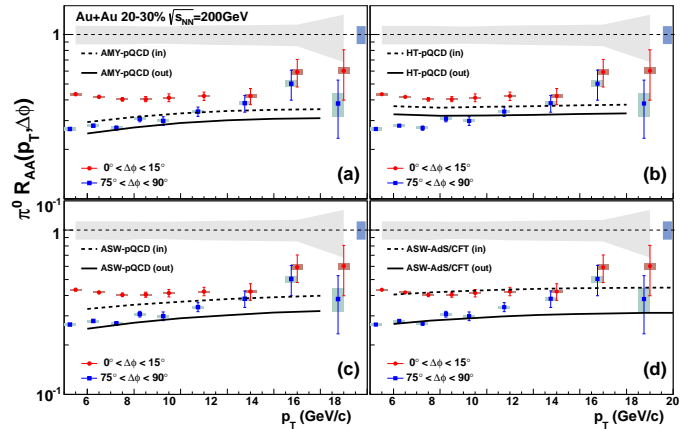 Au+Au 20-30% √s_NN=200GeV
1
AMY-pQCD (in)
AMY-pQCD (out)
0° < Δφ < 15°
75° < Δφ < 90°
(a)
HT-pQCD (in)
HT-pQCD (out)
0° < Δφ < 15°
75° < Δφ < 90°
(b)
π⁰ R_AA(p_T,Δφ)
10⁻¹
1
ASW-pQCD (in)
ASW-pQCD (out)
0° < Δφ < 15°
75° < Δφ < 90°
(c)
ASW-AdS/CFT (in)
ASW-AdS/CFT (out)
0° < Δφ < 15°
75° < Δφ < 90°
(d)
10⁻¹
6 8 10 12 14 16 18
6 8 10 12 14 16 18 20
p_T (GeV/c)
p_T (GeV/c)